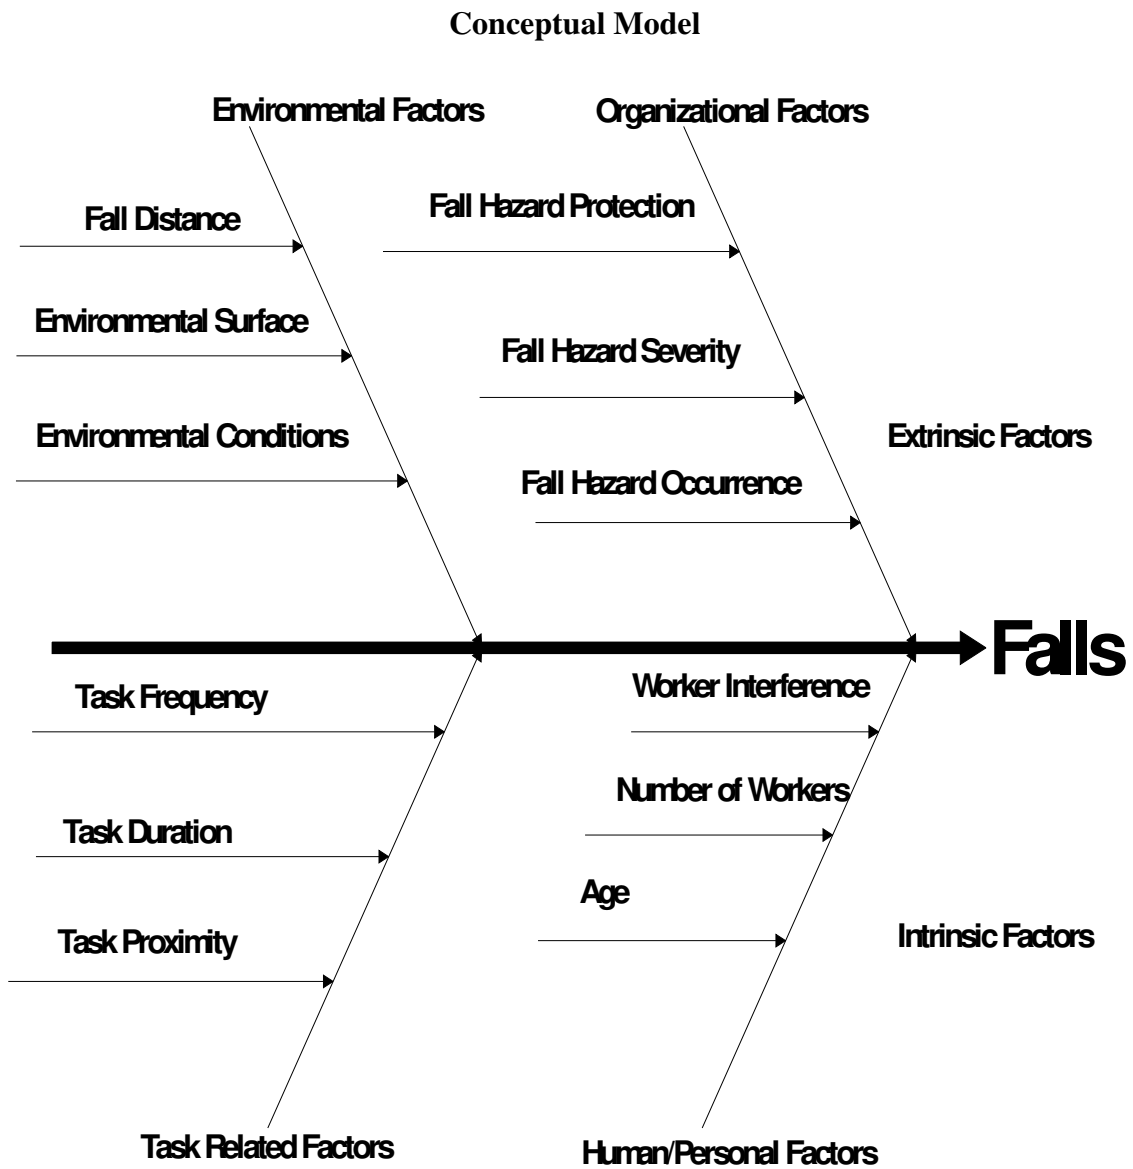 Conceptual Model
Environmental Factors
Organizational Factors
Fall Distance
Fall Hazard Protection
Environmental Surface
Fall Hazard Severity
Environmental Conditions
Extrinsic Factors
Fall Hazard Occurrence
Falls
Task Frequency
Worker Interference
Number of Workers
Task Duration
Age
Task Proximity
Intrinsic Factors
Task Related Factors
Human/Personal Factors